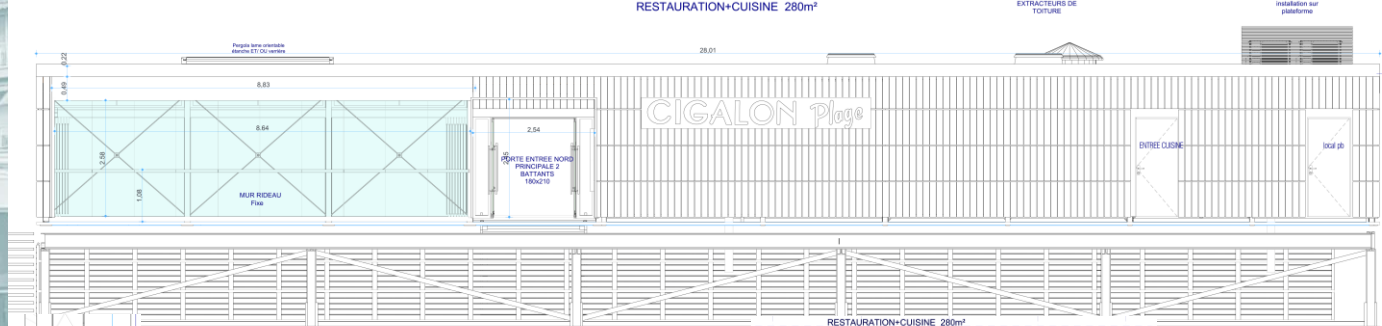 RESTAURATION+CUISINE 280m²
EXTRACTEURS DE
TOITURE
installation sur
plateforme
Pergola lame orientable
étanche ET/ OU verrière
28,01
0,22
0,49
8,83
8.64
2,58
1,08
MUR RIDEAU
Fixe
2,54
PORTE ENTREE NORD
PRINCIPALE 2
BATTANTS
180x210
CIGALON Plage
ENTREE CUISINE
local pb
RESTAURATION+CUISINE 280m²